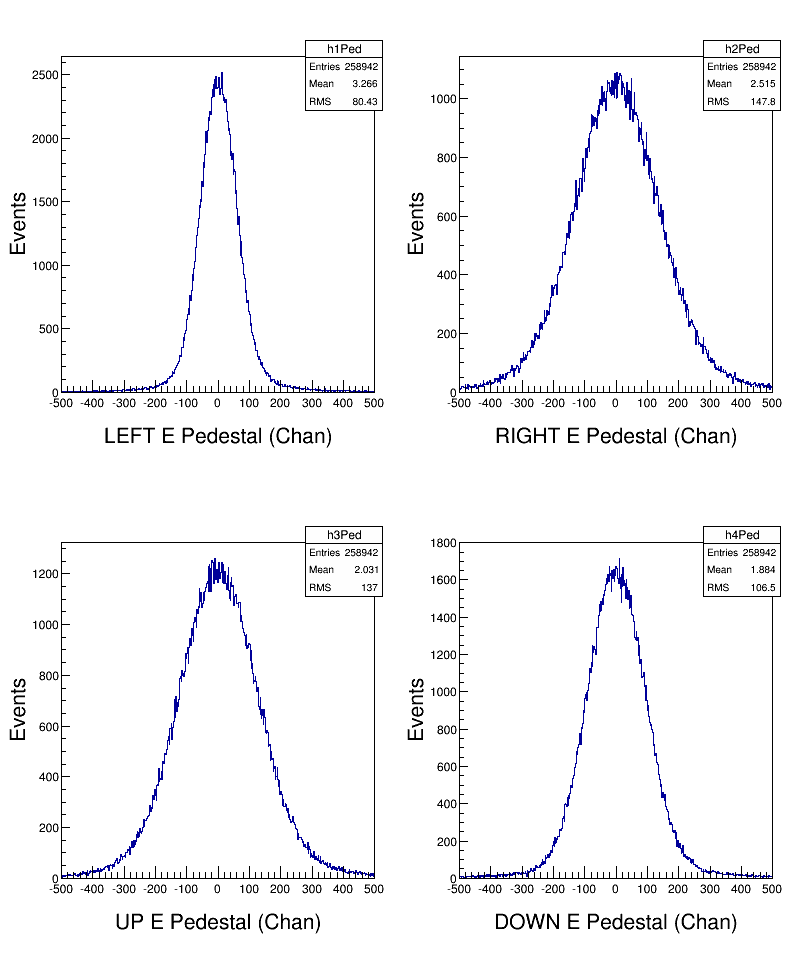 h1Ped
Entries 258942
Mean 3.266
RMS 80.43
2500
2000
1500
1000
500
0
Events
-500 -400 -300 -200 -100 0 100 200 300 400 500
LEFT E Pedestal (Chan)
h2Ped
Entries 258942
Mean 2.515
RMS 147.8
1000
800
600
400
200
0
Events
-500 -400 -300 -200 -100 0 100 200 300 400 500
RIGHT E Pedestal (Chan)
h3Ped
Entries 258942
Mean 2.031
RMS 137
1200
1000
800
600
400
200
0
Events
-500 -400 -300 -200 -100 0 100 200 300 400 500
UP E Pedestal (Chan)
h4Ped
Entries 258942
Mean 1.884
RMS 106.5
1800
1600
1400
1200
1000
800
600
400
200
0
Events
-500 -400 -300 -200 -100 0 100 200 300 400 500
DOWN E Pedestal (Chan)